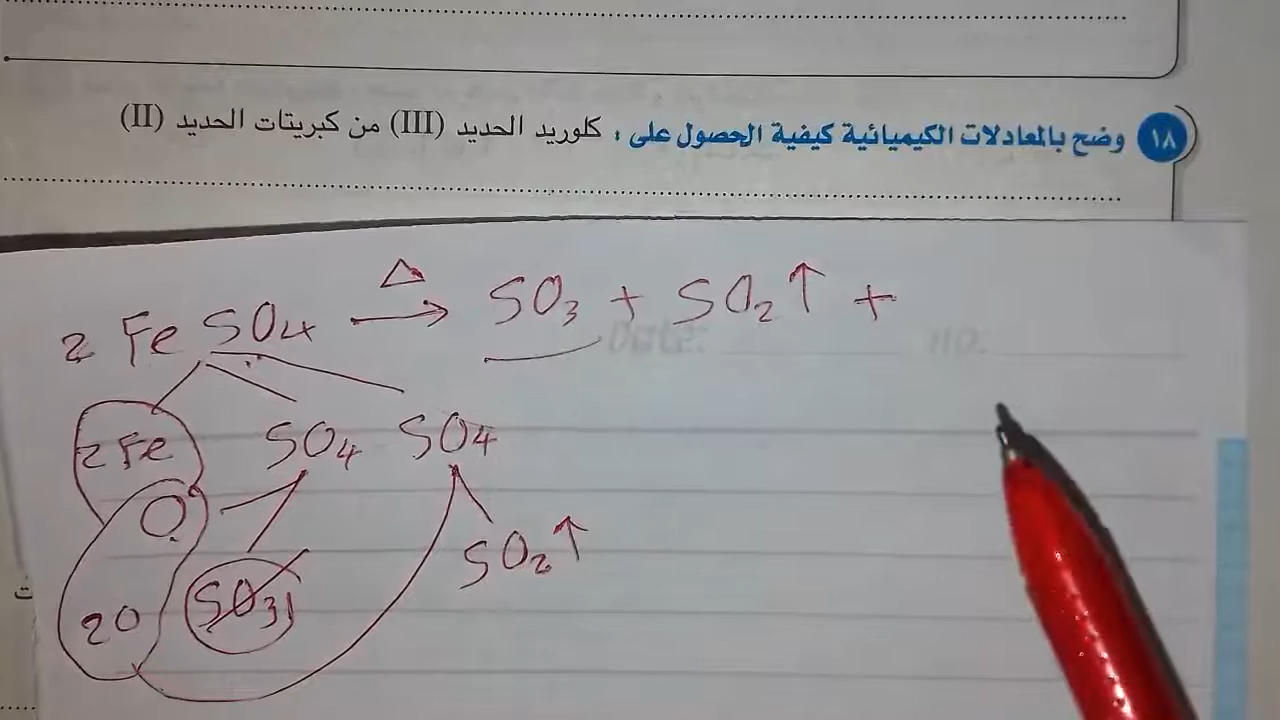 ١٨ وضح بالمعادلات الكيميائية كيفية الحصول على : كلوريد الحديد (III) من كبريتات الحديد (II)
2 FeSO4 Δ→ SO3 + SO2↑ +
Date: no:
2Fe SO4 SO4
O
SO2↑
2O SO3